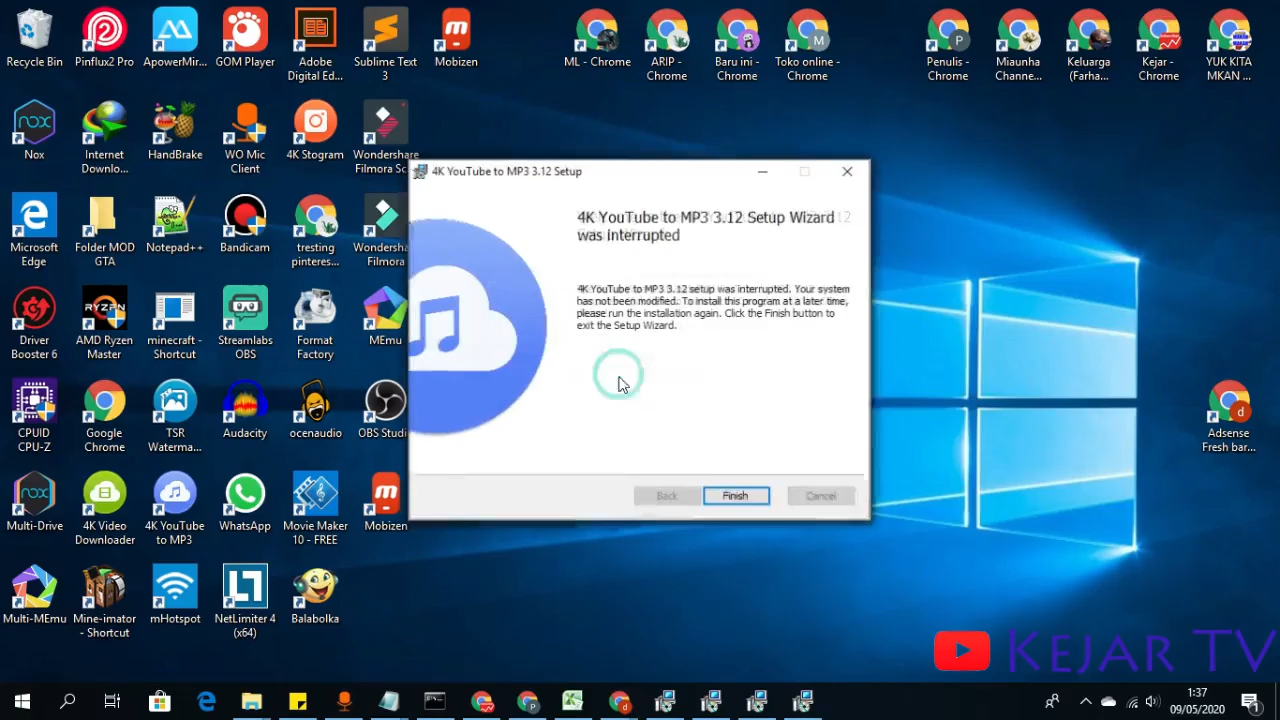 Recycle Bin
Pinflux2 Pro
ApowerMir...
GOM Player
Adobe
Digital Ed...
Sublime Text
3
Mobizen
ML - Chrome
ARIP -
Chrome
Baru ini -
Chrome
Toko online -
Chrome
Penulis -
Chrome
Miaunha
Channe...
Keluarga
(Farha...
Kejar -
Chrome
YUK KITA
MKAN ...
Nox
Internet
Downlo...
HandBrake
WO Mic
Client
4K Stogram
Wondershare
Filmora Sc
4K YouTube to MP3 3.12 Setup
4K YouTube to MP3 3.12 Setup Wizard
was interrupted
4K YouTube to MP3 3.12 setup was interrupted. Your system
has not been modified. To install this program at a later time,
please run the installation again. Click the Finish button to
exit the Setup Wizard.
Back
Finish
Cancel
Microsoft
Edge
Folder MOD
GTA
Notepad++
Bandicam
tresting
pinteres...
Wondershare
Filmora
Driver
Booster 6
AMD Ryzen
Master
minecraft -
Shortcut
Streamlabs
OBS
Format
Factory
MEmu
CPUID
CPU-Z
Google
Chrome
TSR
Waterma...
Audacity
ocenaudio
OBS Studi
Adsense
Fresh bar...
Multi-Drive
4K Video
Downloader
4K YouTube
to MP3
WhatsApp
Movie Maker
10 - FREE
Mobizen
Multi-MEmu
Mine-imator
- Shortcut
mHotspot
NetLimiter 4
(x64)
Balabolka
Kejar TV
1:37
09/05/2020